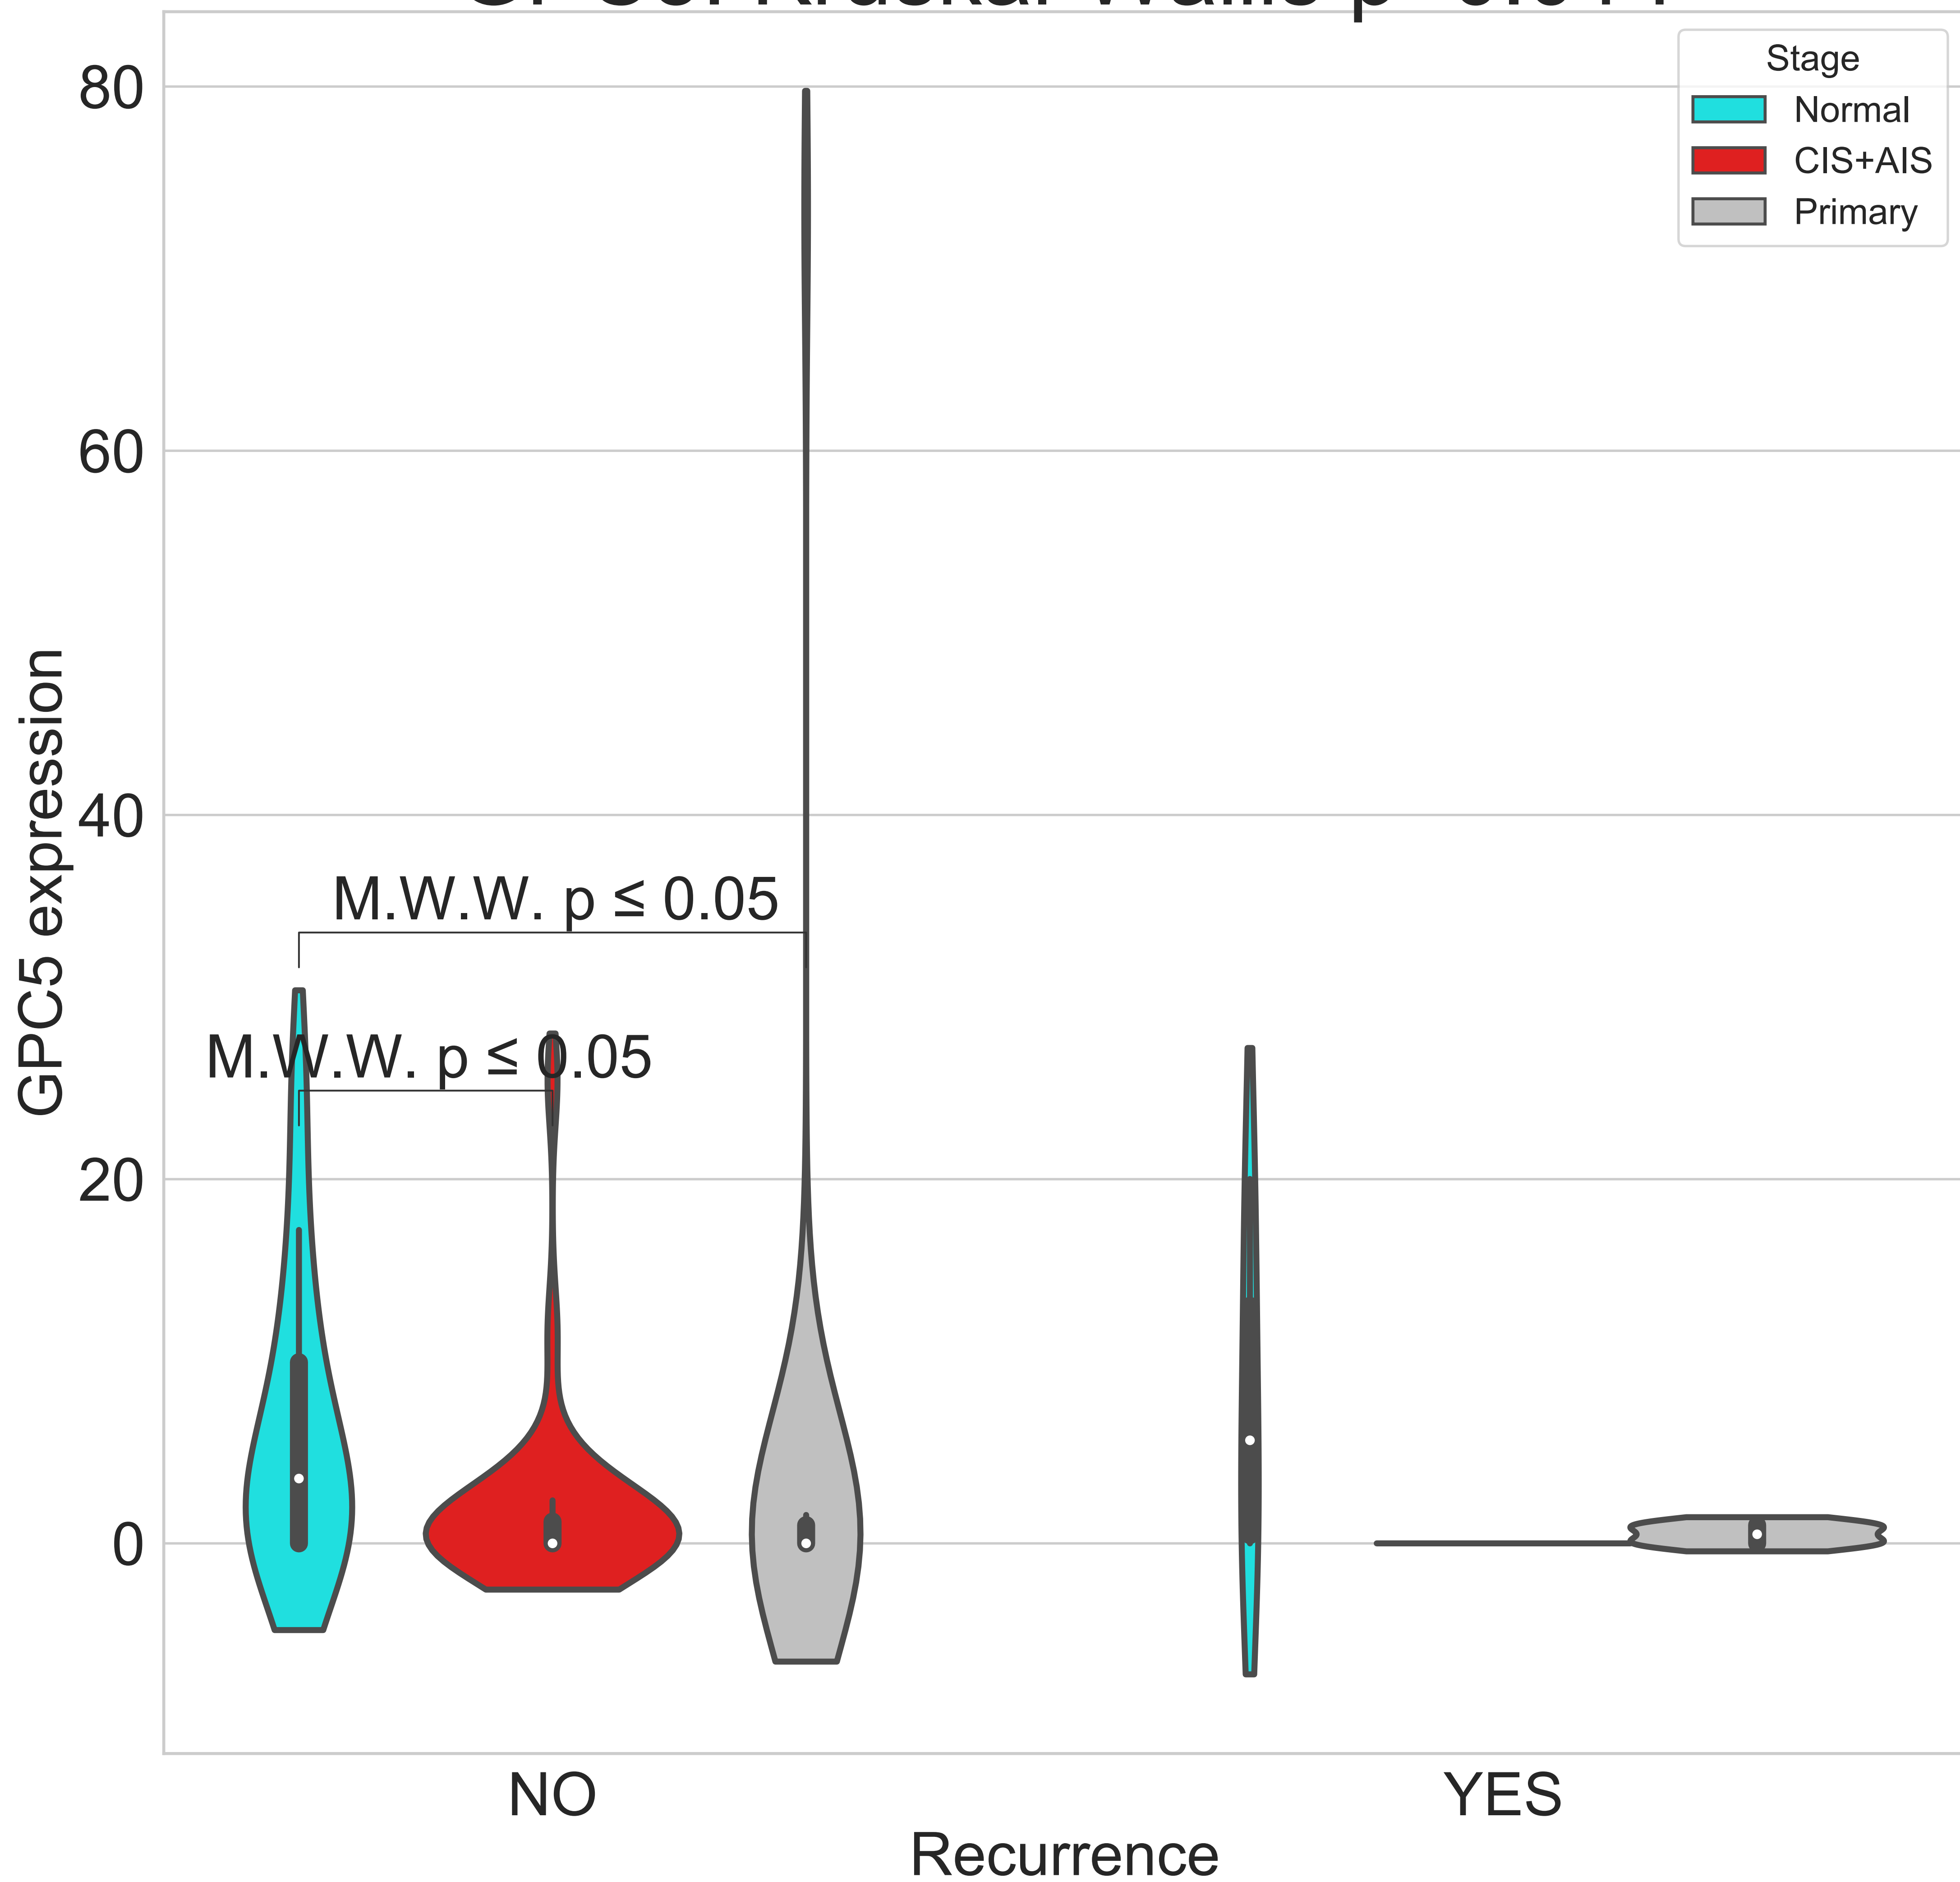 Stage
Normal
CIS+AIS
Primary
80
60
40
20
0
GPC5 expression
M.W.W. p ≤ 0.05
M.W.W. p ≤ 0.05
NO
YES
Recurrence